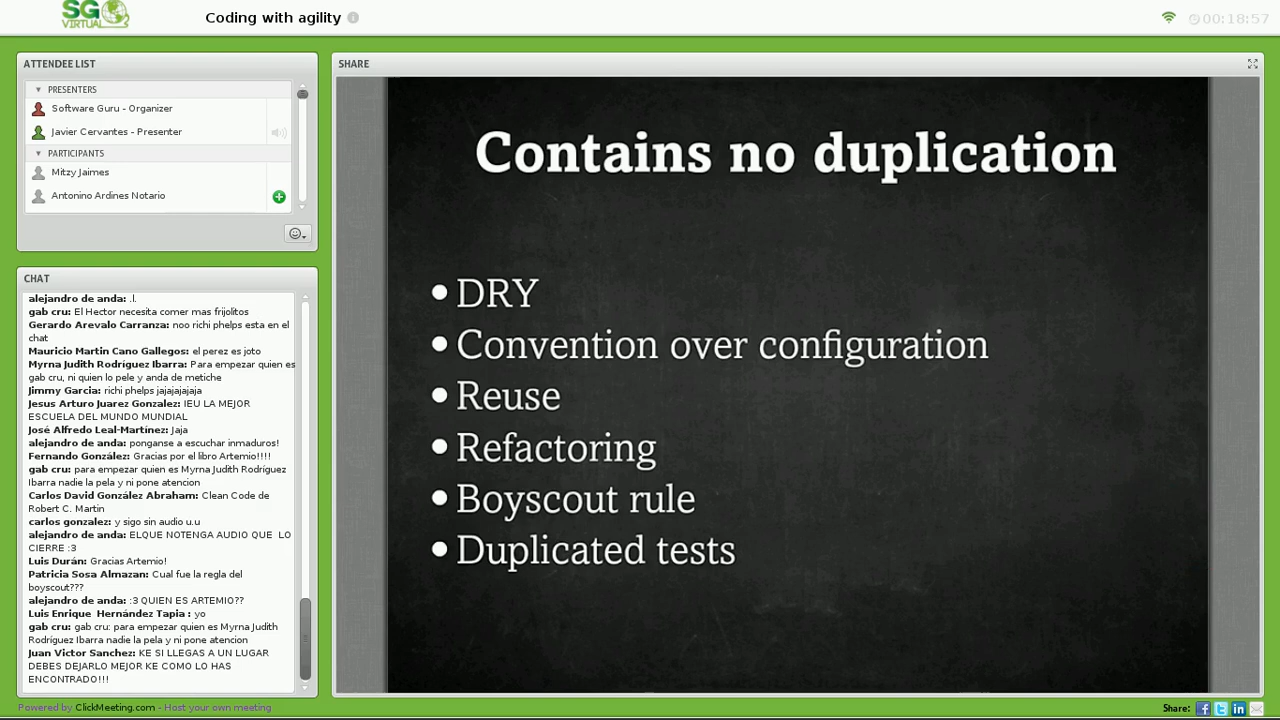 SG
VIRTUAL
Coding with agility
00:18:57
ATTENDEE LIST
PRESENTERS
Software Guru - Organizer
Javier Cervantes - Presenter
PARTICIPANTS
Mitzy Jaimes
Antonino Ardines Notario
CHAT
alejandro de anda: .l.
gab cru: El Hector necesita comer mas frijolitos
Gerardo Arevalo Carranza: noo richi phelps esta en el
chat
Mauricio Martin Cano Gallegos: el perez es joto
Myrna Judith Rodríguez Ibarra: Para empezar quien es
gab cru, ni quien lo pele y anda de metiche
Jimmy Garcia: richi phelps jajajajajaja
Jesus Arturo Juarez Gonzalez: IEU LA MEJOR
ESCUELA DEL MUNDO MUNDIAL
José Alfredo Leal-Martínez: Jaja
alejandro de anda: ponganse a escuchar inmaduros!
Fernando González: Gracias por el libro Artemio!!!!
gab cru: para empezar quien es Myrna Judith Rodríguez
Ibarra nadie la pela y ni pone atencion
Carlos David González Abraham: Clean Code de
Robert C. Martin
carlos gonzalez: y sigo sin audio u.u
alejandro de anda: ELQUE NOTENGA AUDIO QUE LO
CIERRE :3
Luis Durán: Gracias Artemio!
Patricia Sosa Almazan: Cual fue la regla del
boyscout???
alejandro de anda: :3 QUIEN ES ARTEMIO??
Luis Enrique Hernández Tapia : yo
gab cru: gab cru: para empezar quien es Myrna Judith
Rodríguez Ibarra nadie la pela y ni pone atencion
Juan Victor Sanchez: KE SI LLEGAS A UN LUGAR
DEBES DEJARLO MEJOR KE COMO LO HAS
ENCONTRADO!!!
SHARE
Contains no duplication
• DRY
• Convention over configuration
• Reuse
• Refactoring
• Boyscout rule
• Duplicated tests
Powered by ClickMeeting.com - Host your own meeting
Share: